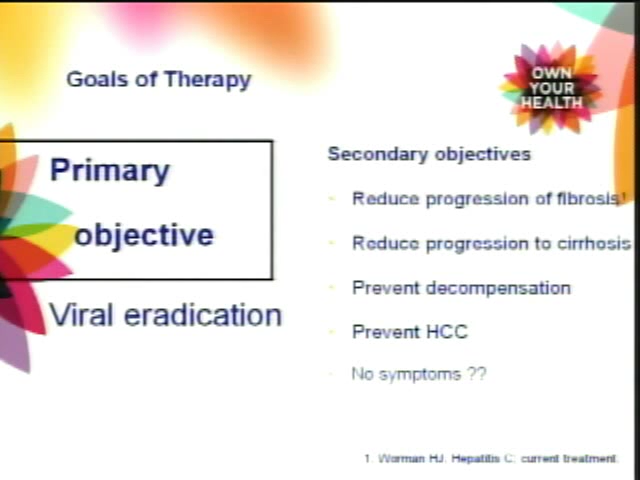 Goals of Therapy
OWN
YOUR
HEALTH
Primary
objective
Viral eradication
Secondary objectives
Reduce progression of fibrosis¹
Reduce progression to cirrhosis
Prevent decompensation
Prevent HCC
No symptoms ??
1. Worman HJ. Hepatitis C: current treatment.